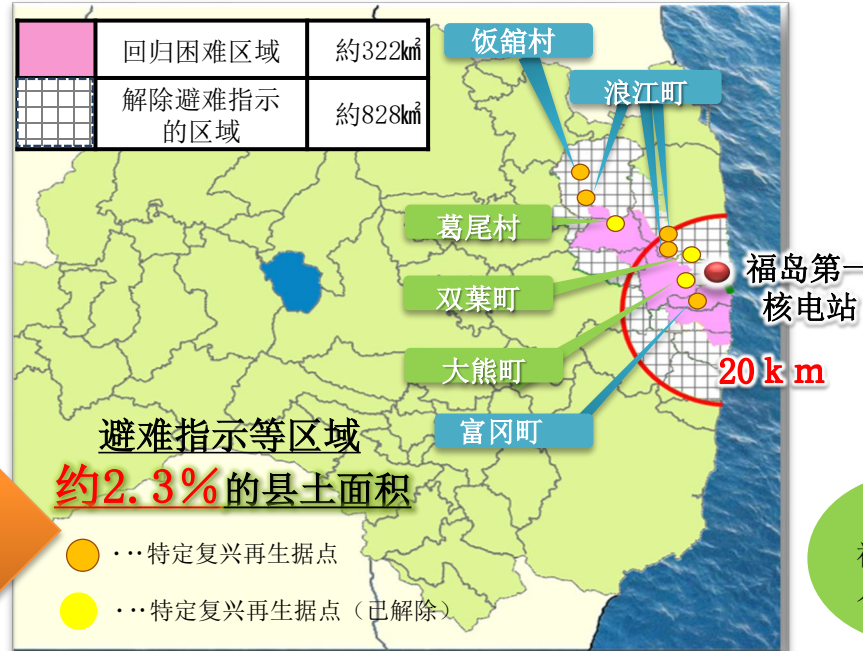 回归困难区域 約322㎢
解除避难指示
的区域
約828㎢
饭舘村
浪江町
葛尾村
双葉町
大熊町
富冈町
福岛第一
核电站
20ｋｍ
避难指示等区域
约2.3％的县土面积
･･･特定复兴再生据点
･･･特定复兴再生据点（已解除）